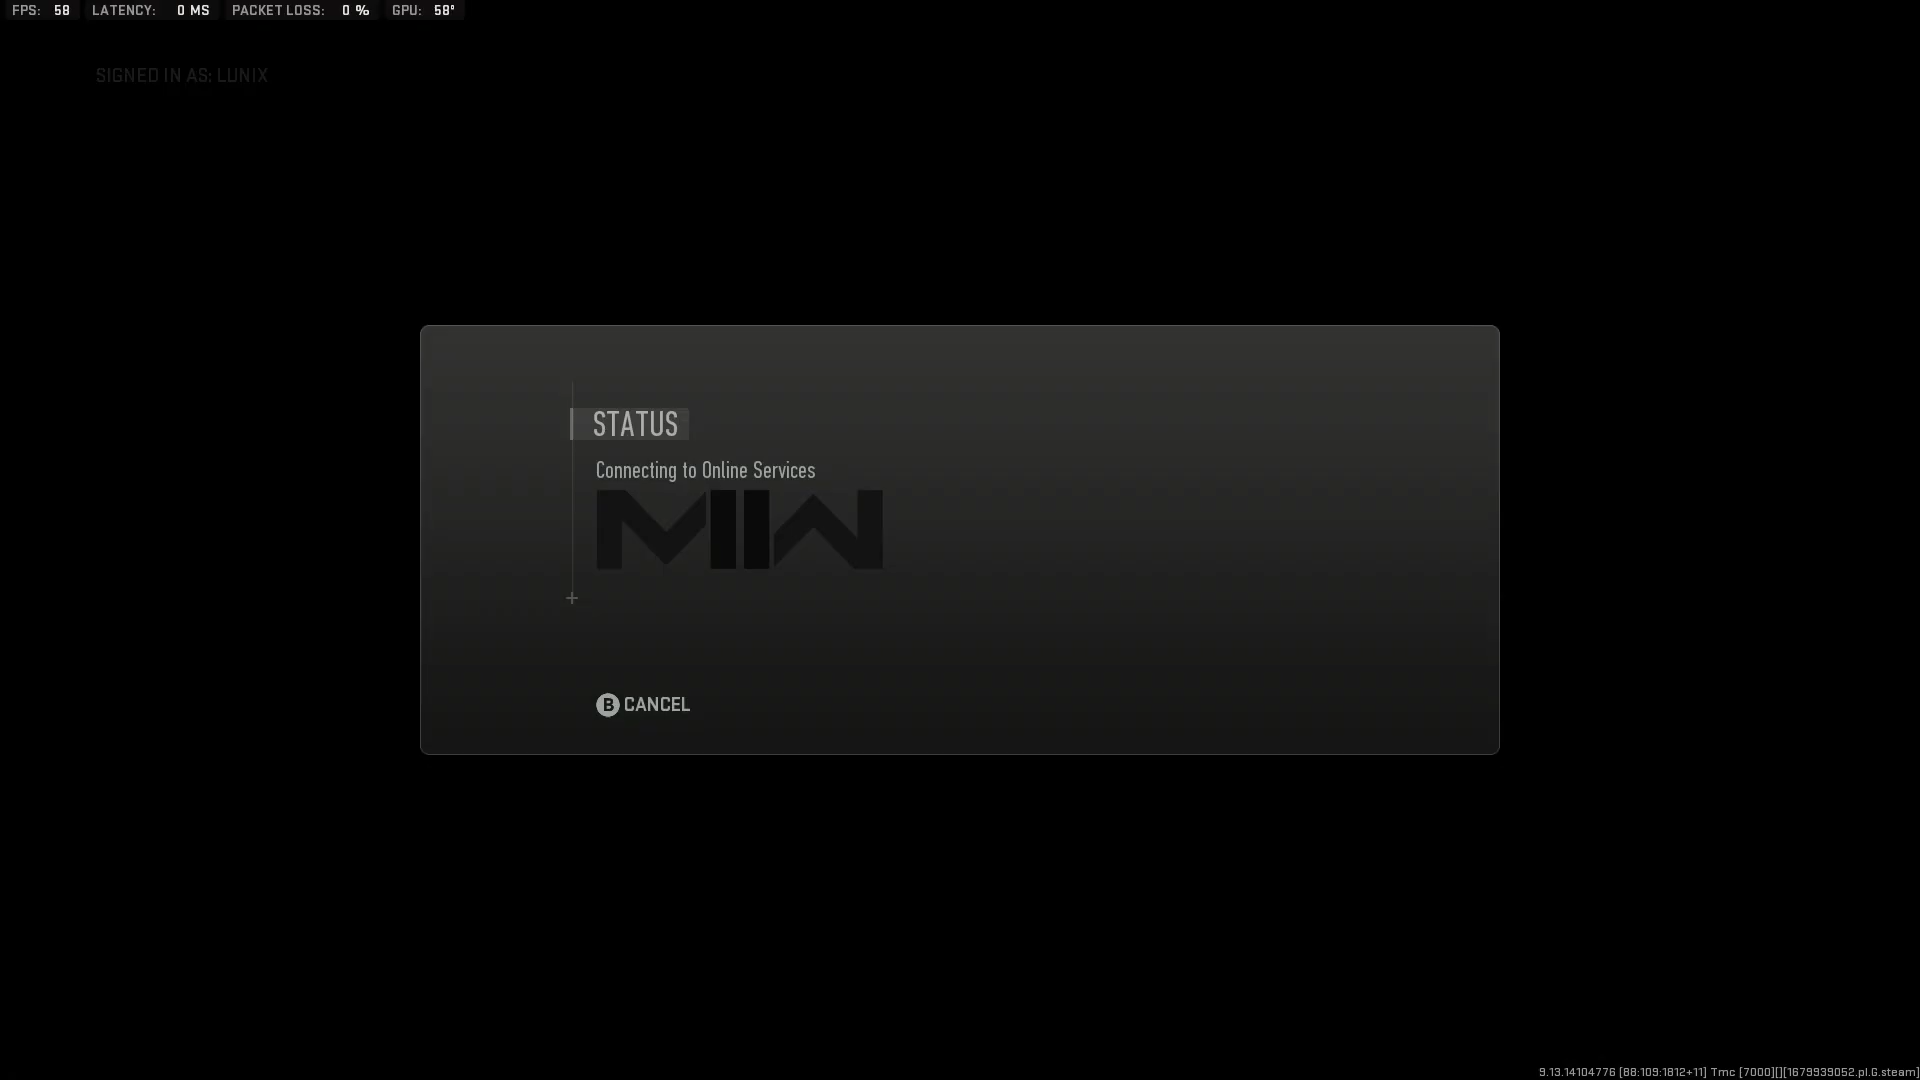 FPS: 58 LATENCY: 0 MS PACKET LOSS: 0 % GPU: 58°
SIGNED IN AS: LUNIX
STATUS
Connecting to Online Services
MIIW
B CANCEL
9.13.14104776 [88:109:1812+11] Tmc [7000][][1679939052.pl.G.steam]